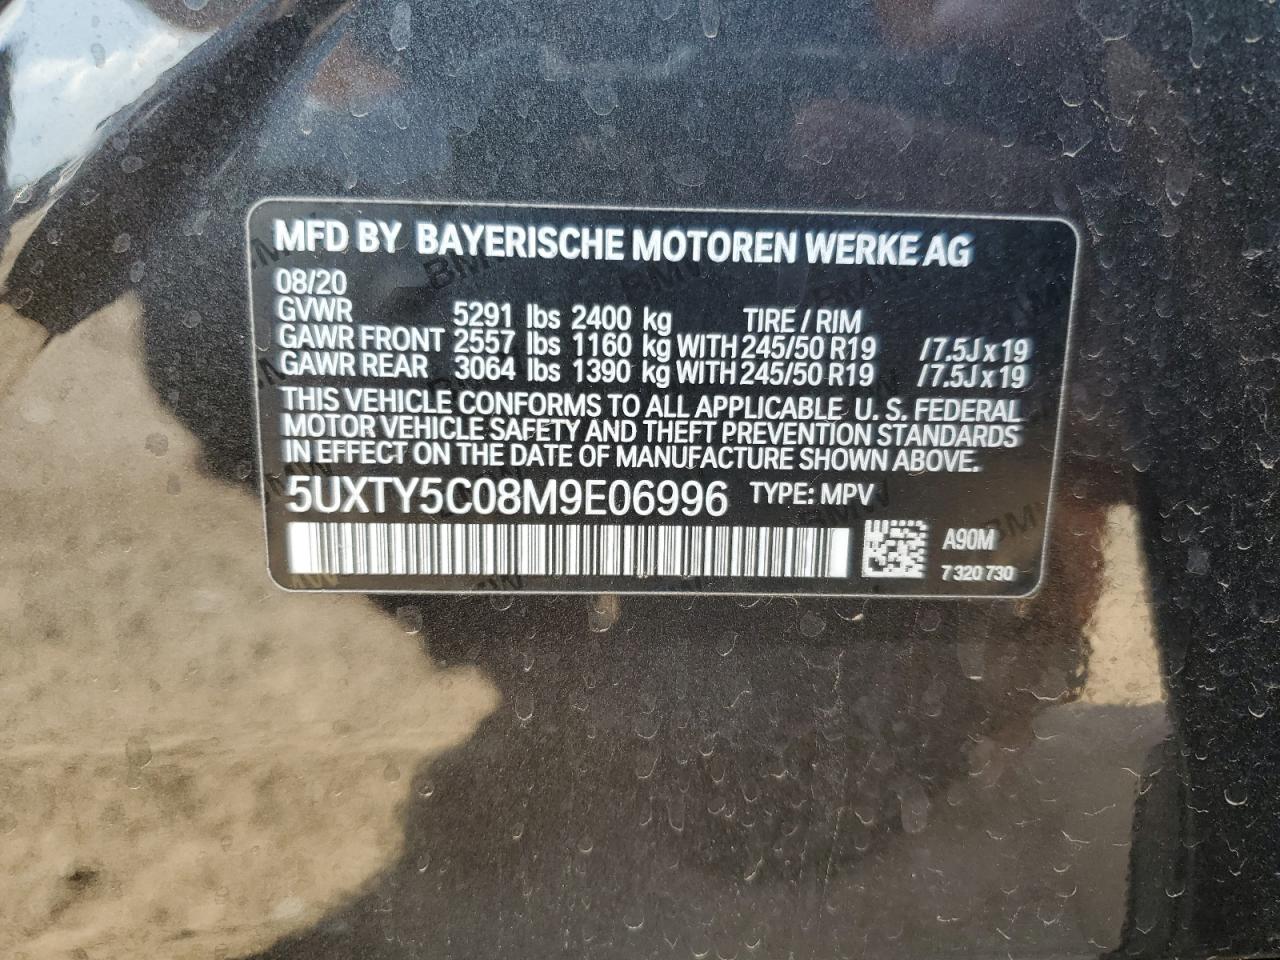 MFD BY BAYERISCHE MOTOREN WERKE AG
08/20
GVWR 5291 lbs 2400 kg TIRE / RIM
GAWR FRONT 2557 lbs 1160 kg WITH 245/50 R19 /7.5J x 19
GAWR REAR 3064 lbs 1390 kg WITH 245/50 R19 /7.5J x 19
THIS VEHICLE CONFORMS TO ALL APPLICABLE U. S. FEDERAL
MOTOR VEHICLE SAFETY AND THEFT PREVENTION STANDARDS
IN EFFECT ON THE DATE OF MANUFACTURE SHOWN ABOVE.
5UXTY5C08M9E06996 TYPE: MPV
A90M
7 320 730